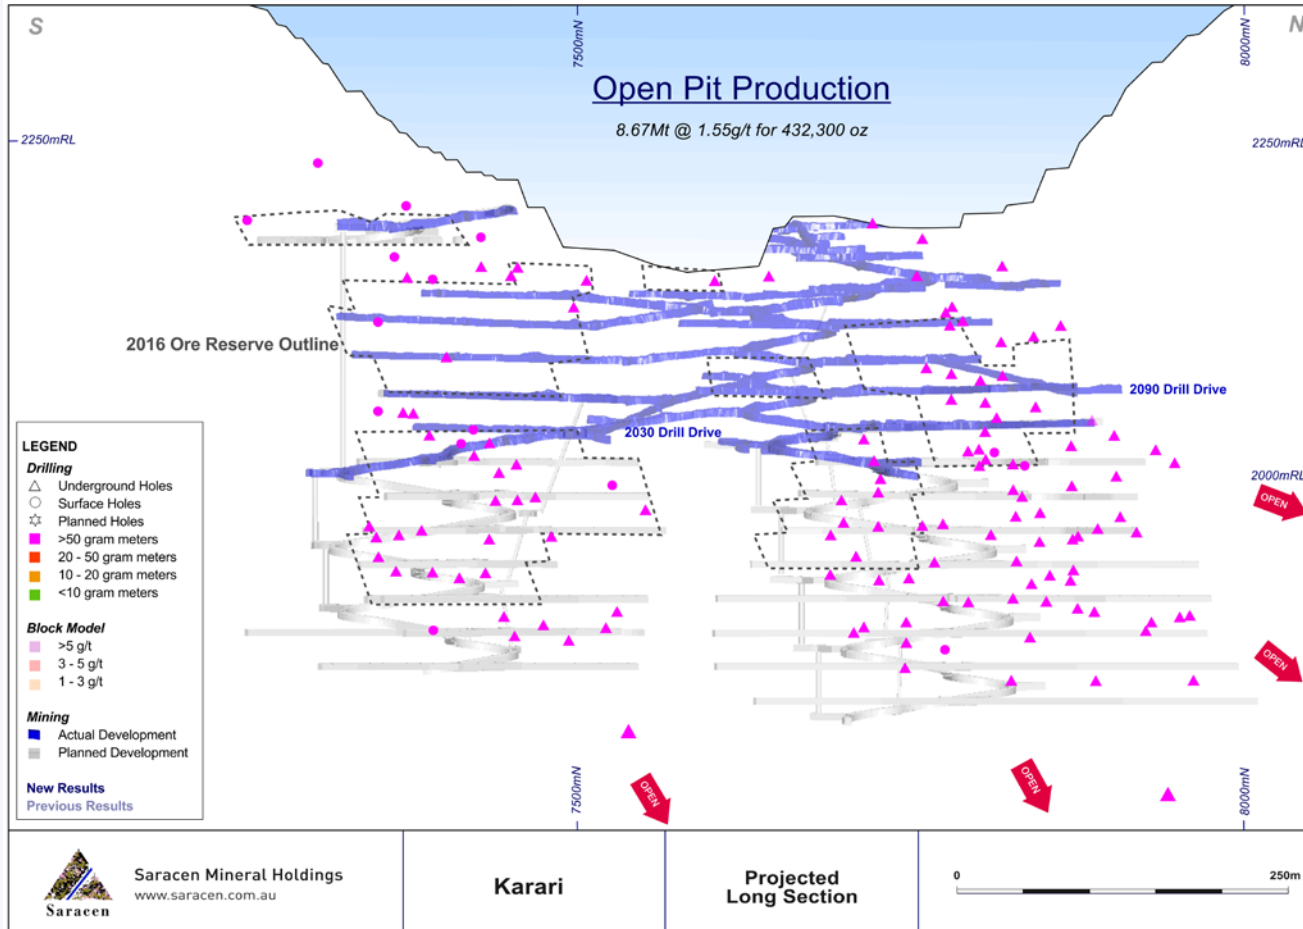 S
N
7500mN
8000mN
Open Pit Production
8.67Mt @ 1.55g/t for 432,300 oz
2250mRL
2250mRL
2016 Ore Reserve Outline
2090 Drill Drive
2030 Drill Drive
2000mRL
OPEN
OPEN
OPEN
OPEN
LEGEND
Drilling
Underground Holes
Surface Holes
Planned Holes
>50 gram meters
20 - 50 gram meters
10 - 20 gram meters
<10 gram meters
Block Model
>5 g/t
3 - 5 g/t
1 - 3 g/t
Mining
Actual Development
Planned Development
New Results
Previous Results
7500mN
8000mN
Saracen
Saracen Mineral Holdings
www.saracen.com.au
Karari
Projected
Long Section
0
250m